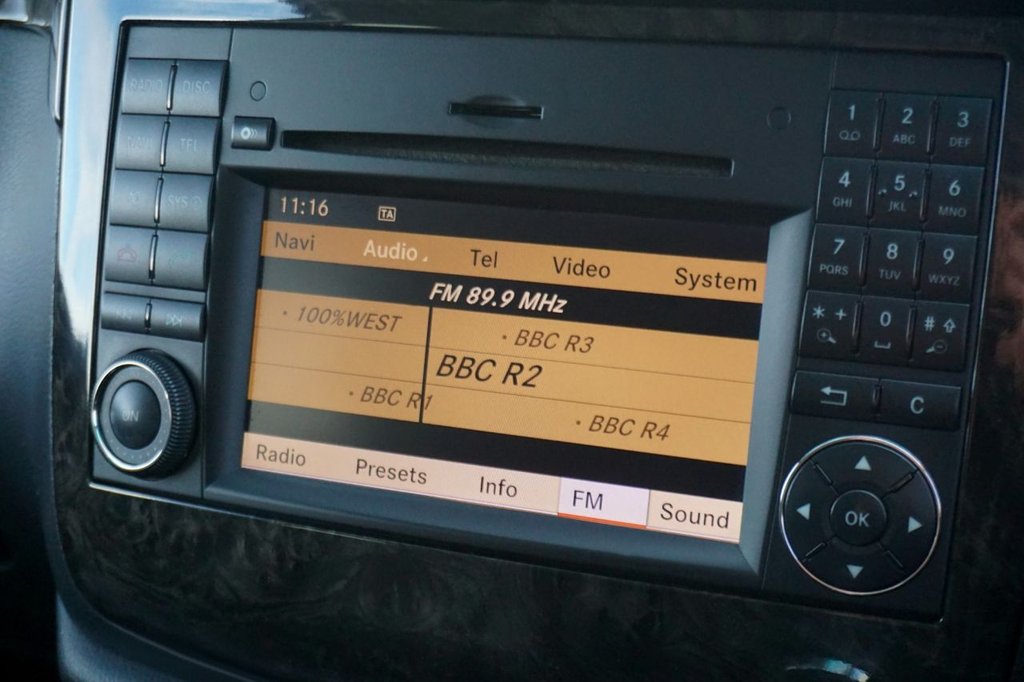 RADIO DISC
NAVI TEL
SYS
ON
11:16 TA
Navi Audio Tel Video System
FM 89.9 MHz
· 100%WEST
· BBC R3
BBC R2
· BBC R1
· BBC R4
Radio Presets Info FM Sound
1 2 ABC 3 DEF
4 GHI 5 JKL 6 MNO
7 PQRS 8 TUV 9 WXYZ
* + 0 #
C
OK